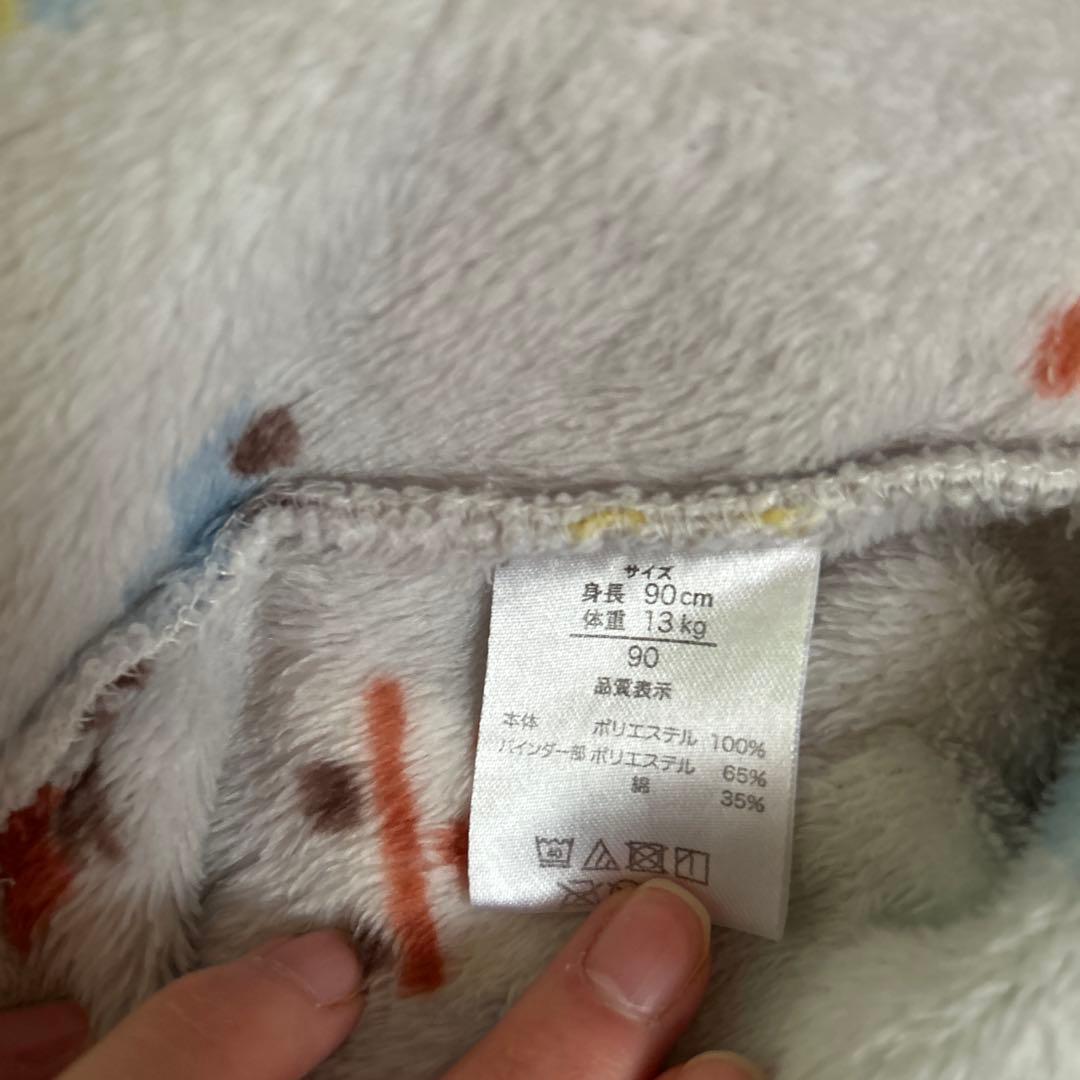 サイズ
身長 90cm
体重 13kg
90
品質表示
本体 ポリエステル 100%
バインダー部 ポリエステル 65%
綿 35%
40